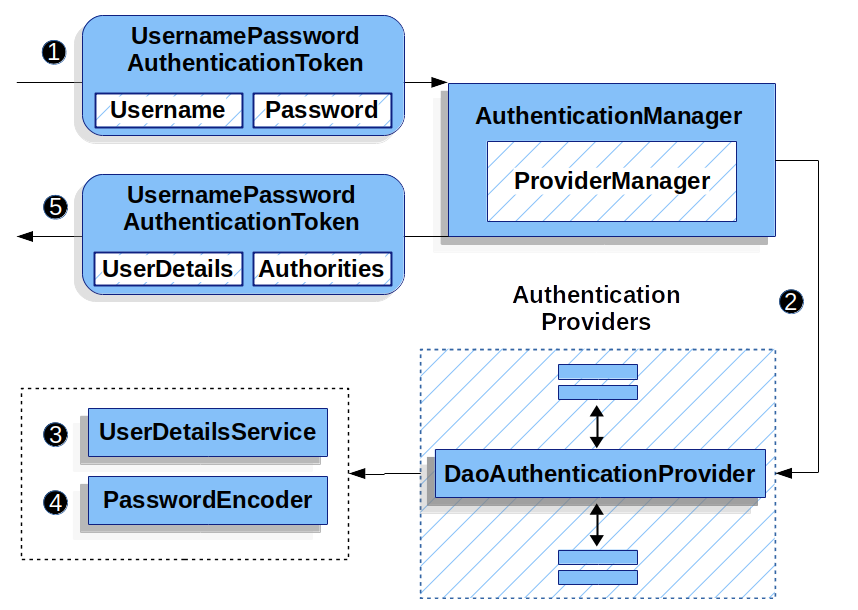 1
UsernamePassword
AuthenticationToken
Username Password
AuthenticationManager
ProviderManager
5
UsernamePassword
AuthenticationToken
UserDetails Authorities
2
Authentication
Providers
3
UserDetailsService
DaoAuthenticationProvider
4
PasswordEncoder